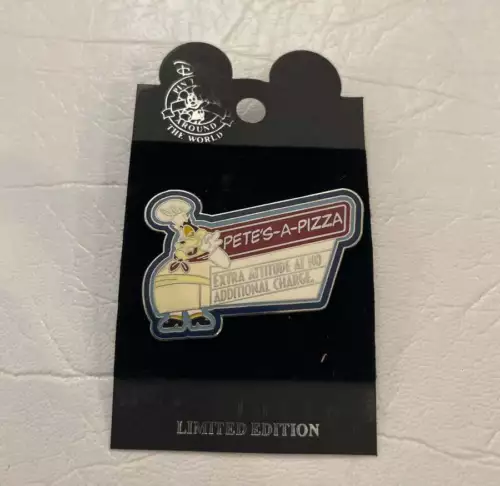 PIN
AROUND
THE WORLD
PETE'S-A-PIZZA
EXTRA ATTITUDE AT NO
ADDITIONAL CHARGE.
LIMITED EDITION